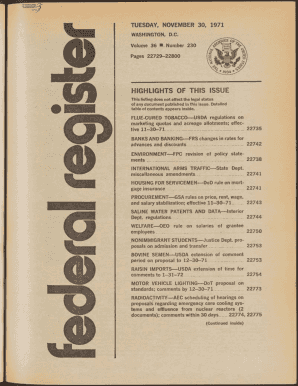 federal register
TUESDAY, NOVEMBER 30, 1971
WASHINGTON, D.C.
Volume 36 ■ Number 230
Pages 22729-22808
HIGHLIGHTS OF THIS ISSUE
This listing does not affect the legal status
of any document published in this issue. Detailed
table of contents appears inside.
FLUE-CURED TOBACCO—USDA regulations on
marketing quotas and acreage allotments; effec-
tive 11-30-71 22735
BANKS AND BANKING—FRS changes in rates for
advances and discounts 22742
ENVIRONMENT—FPC revision of policy state-
ments 22738
INTERNATIONAL ARMS TRAFFIC—State Dept.
miscellaneous amendments 22741
HOUSING FOR SERVICEMEN—DoD rule on mort-
gage insurance 22741
PROCUREMENT—GSA rules on price, rent, wage,
and salary stabilization; effective 11-30-71 22743
SALINE WATER PATENTS AND DATA—Interior
Dept. regulations 22744
WELFARE—OEO rule on salaries of grantee
employees 22750
NONIMMIGRANT STUDENTS—Justice Dept. pro-
posals on admission and transfer 22753
BOVINE SEMEN—USDA extension of comment
period on proposal to 12-30-71 22753
RAISIN IMPORTS—USDA extension of time for
comments to 1-31-72 22754
MOTOR VEHICLE LIGHTING—DoT proposal on
standards; comments by 12-30-71 22773
RADIOACTIVITY—AEC scheduling of hearings on
proposals regarding emergency core cooling sys-
tems and effluence from nuclear reactors (2
documents); comments within 30 days 22774, 22775
(Continued inside)